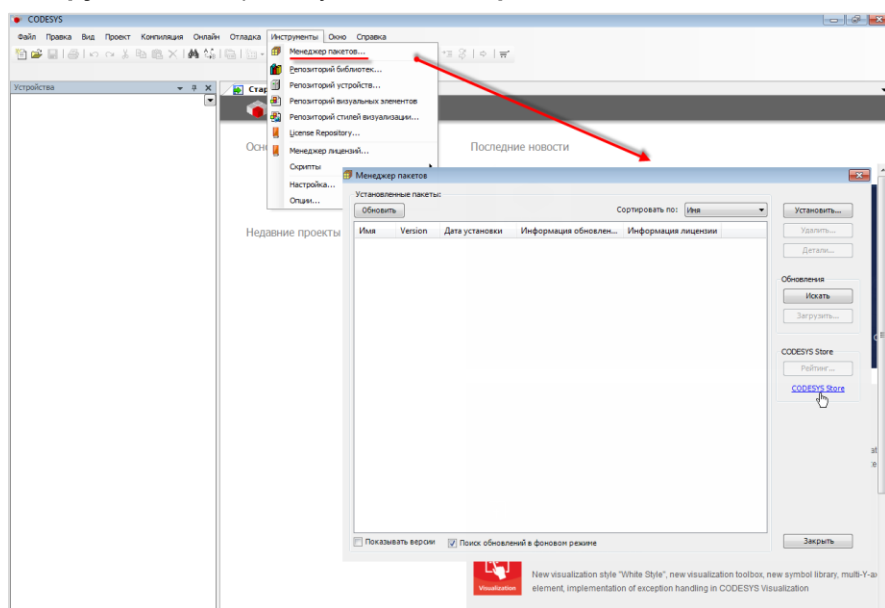 CODESYS
Файл Правка Вид Проект Компиляция Онлайн Отладка Инструменты Окно Справка
Менеджер пакетов...
Репозиторий библиотек...
Устройства
Репозиторий устройств...
Репозиторий визуальных элементов
Репозиторий стилей визуализации...
License Repository...
Менеджер лицензий...
Последние новости
Скрипты
Настройка...
Опции...
Недавние проекты
Менеджер пакетов
Установленные пакеты:
Обновить
Сортировать по: Имя
Установить...
Имя Version Дата установки Информация обновлен... Информация лицензии
Удалить...
Детали...
Обновления
Искать
Загрузить...
CODESYS Store
Рейтинг...
CODESYS Store
Показывать версии
Поиск обновлений в фоновом режиме
Закрыть
Visualization
New visualization style "White Style", new visualization toolbox, new symbol library, multi-Y-ax
element, implementation of exception handling in CODESYS Visualization